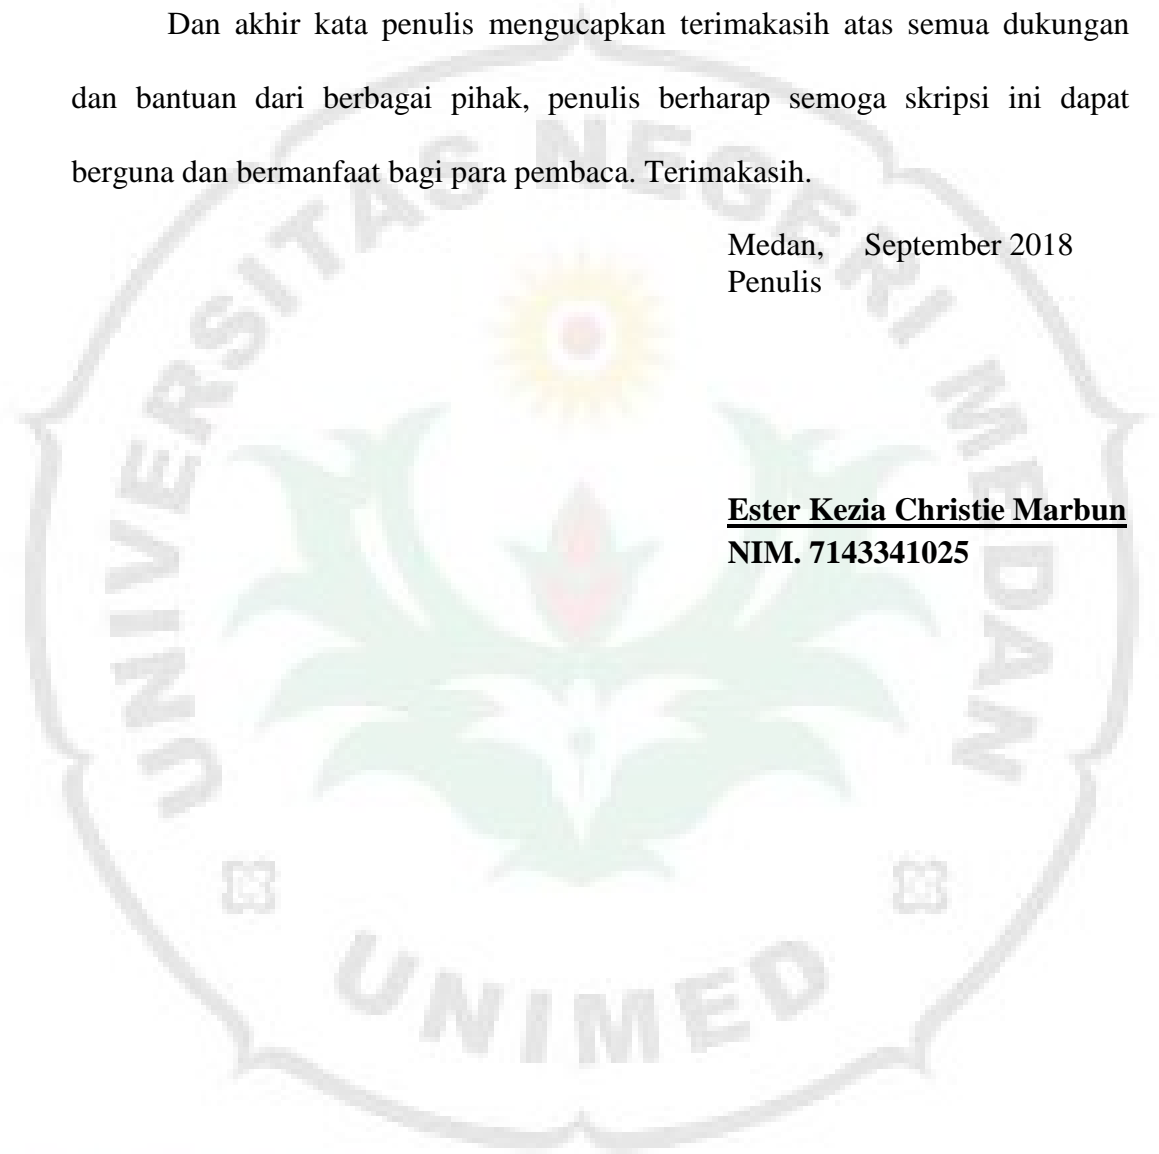 Dan akhir kata penulis mengucapkan terimakasih atas semua dukungan
dan bantuan dari berbagai pihak, penulis berharap semoga skripsi ini dapat
berguna dan bermanfaat bagi para pembaca. Terimakasih.
Medan, September 2018
Penulis
Ester Kezia Christie Marbun
NIM. 7143341025
UNIVERSITAS NEGERI MEDAN
UNIMED